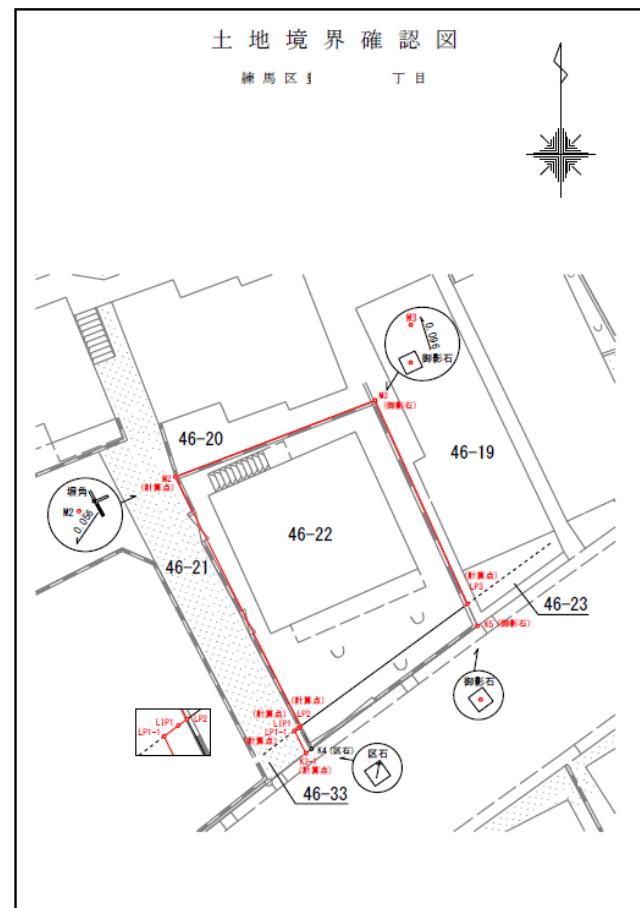 土地境界確認図
練馬区
丁目
M3
0.096
御影石
M3
(御影石)
46-20
46-19
M2
(計算点)
塀角
M2
0.056
46-22
46-21
(計算点)
LP3
46-23
K5(御影石)
御影石
(計算点)
LP2
(計算点)
LIP1
LP1-1
(計算点)
LIP1
LP2
LP1-1
K4(区石)
区石
K3-1
(計算点)
46-33